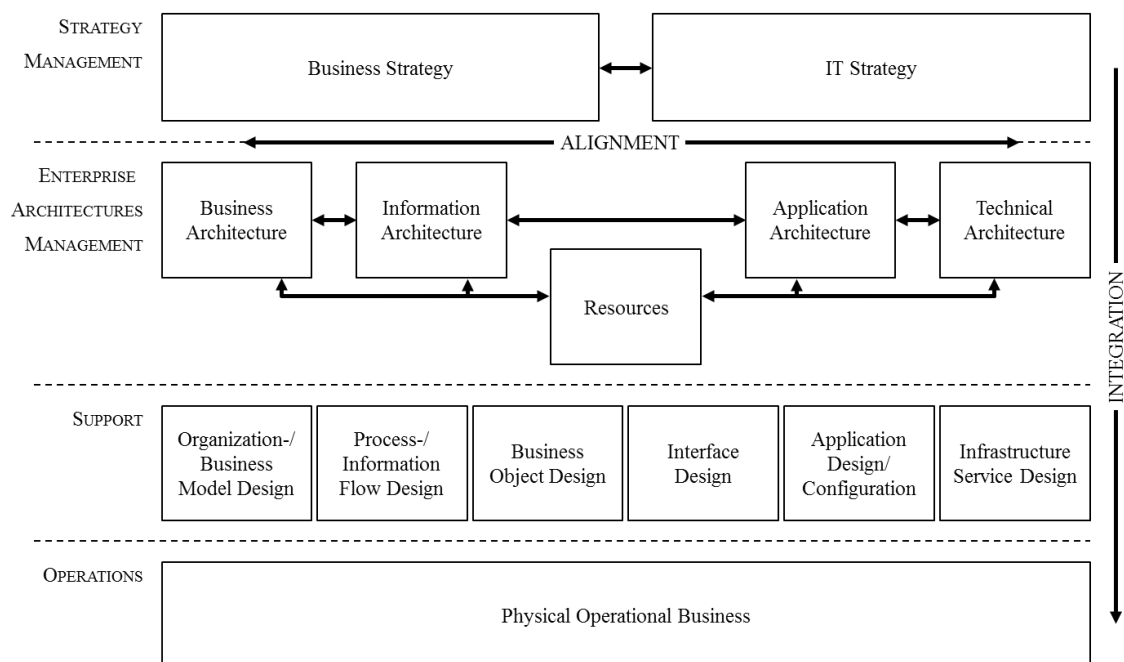 STRATEGY
MANAGEMENT
Business Strategy
IT Strategy
ALIGNMENT
ENTERPRISE
ARCHITECTURES
MANAGEMENT
Business
Architecture
Information
Architecture
Application
Architecture
Technical
Architecture
Resources
INTEGRATION
SUPPORT
Organization-/
Business
Model Design
Process-/
Information
Flow Design
Business
Object Design
Interface
Design
Application
Design/
Configuration
Infrastructure
Service Design
OPERATIONS
Physical Operational Business